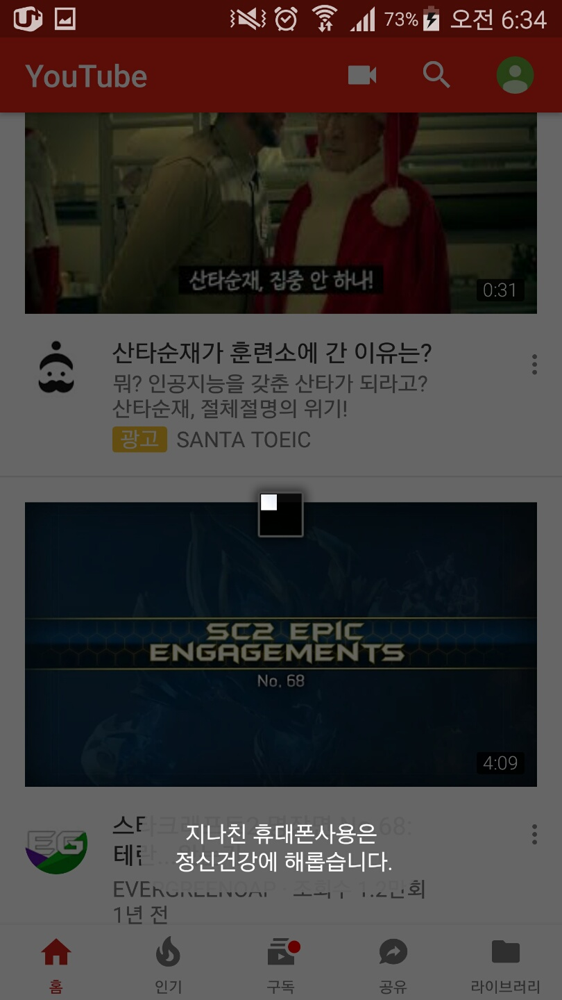 73% 오전 6:34
YouTube
산타순재, 집중 안 하나!
0:31
산타순재가 훈련소에 간 이유는?
뭐? 인공지능을 갖춘 산타가 되라고?
산타순재, 절체절명의 위기!
광고 SANTA TOEIC
SC2 EPIC
ENGAGEMENTS
No. 68
4:09
EG
68:
지나친 휴대폰사용은
정신건강에 해롭습니다.
EVERGREENOAP · 조회수 1.2만회
1년 전
홈 인기 구독 공유 라이브러리